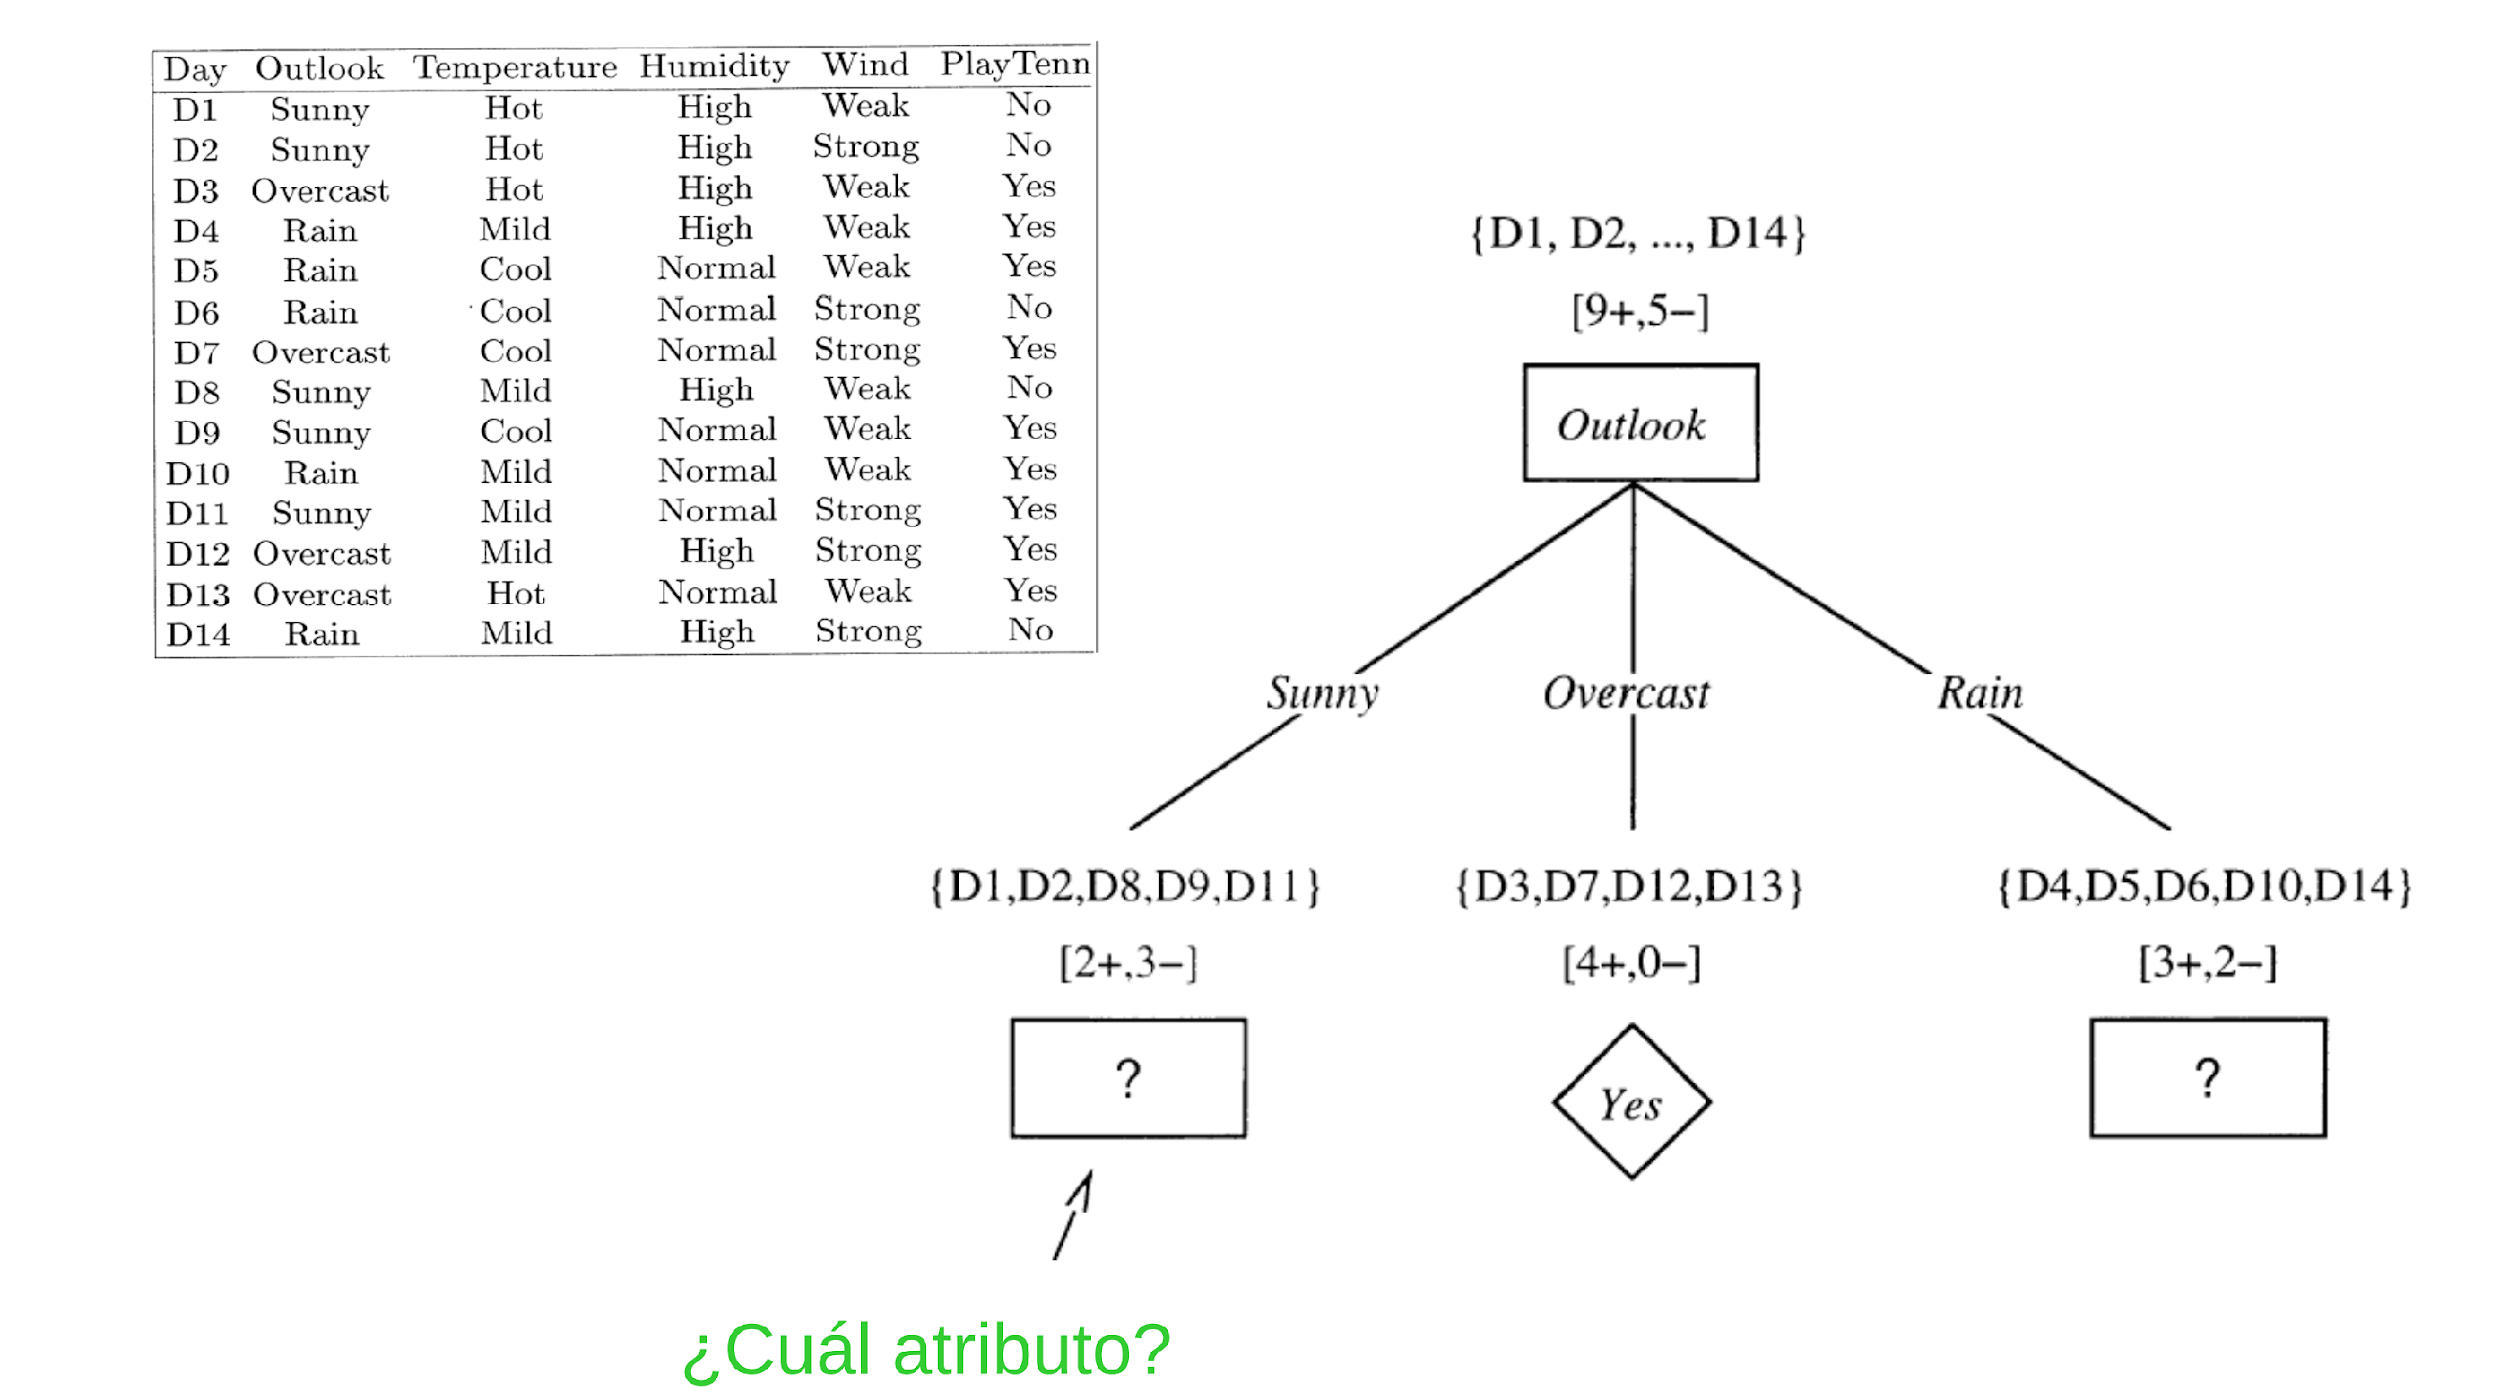 Day Outlook Temperature Humidity Wind PlayTenn
D1 Sunny Hot High Weak No
D2 Sunny Hot High Strong No
D3 Overcast Hot High Weak Yes
D4 Rain Mild High Weak Yes
D5 Rain Cool Normal Weak Yes
D6 Rain Cool Normal Strong No
D7 Overcast Cool Normal Strong Yes
D8 Sunny Mild High Weak No
D9 Sunny Cool Normal Weak Yes
D10 Rain Mild Normal Weak Yes
D11 Sunny Mild Normal Strong Yes
D12 Overcast Mild High Strong Yes
D13 Overcast Hot Normal Weak Yes
D14 Rain Mild High Strong No
{D1, D2, ..., D14}
[9+,5−]
Outlook
Sunny Overcast Rain
{D1,D2,D8,D9,D11} {D3,D7,D12,D13} {D4,D5,D6,D10,D14}
[2+,3−] [4+,0−] [3+,2−]
? Yes ?
¿Cuál atributo?